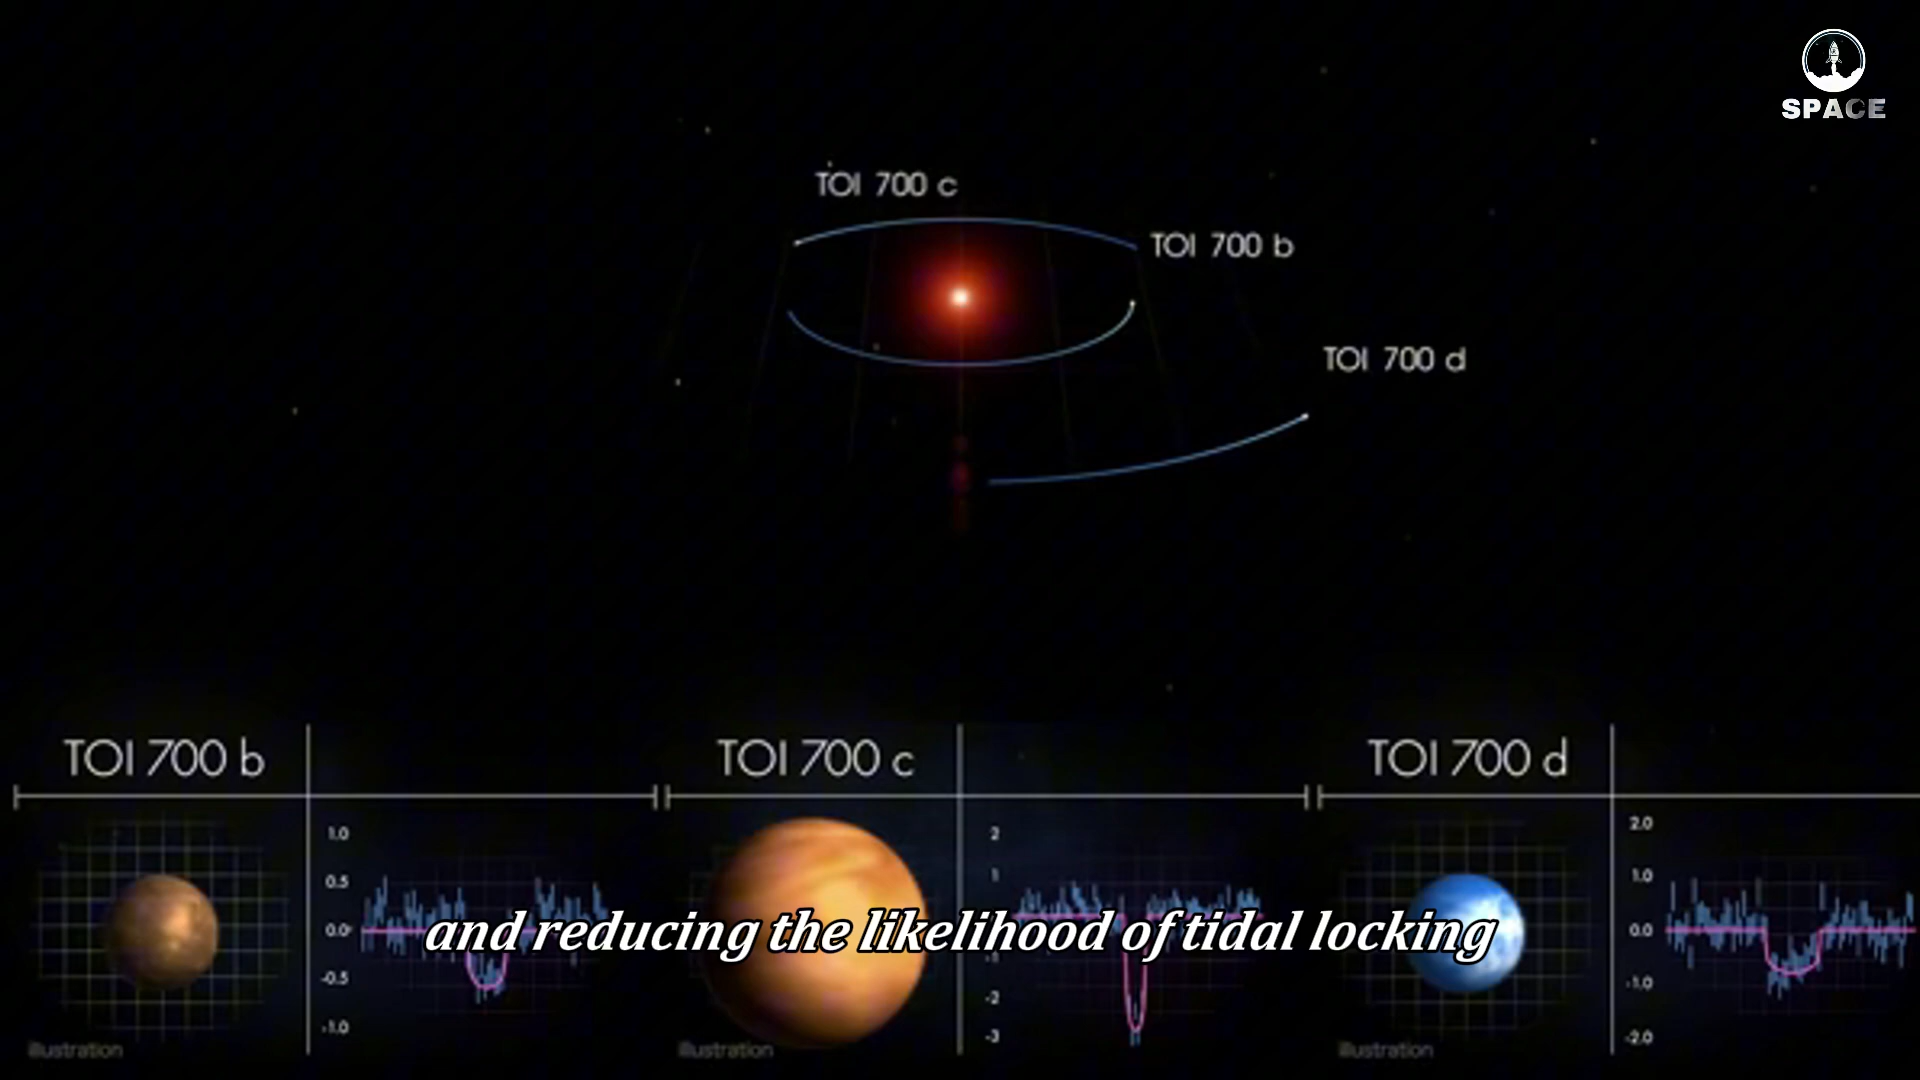 SPACE
TOI 700 c
TOI 700 b
TOI 700 d
TOI 700 b
TOI 700 c
TOI 700 d
1.0
0.5
0.0
-0.5
-1.0
2
1
-1
-2
-3
2.0
1.0
0.0
-1.0
-2.0
and reducing the likelihood of tidal locking
illustration
illustration
illustration